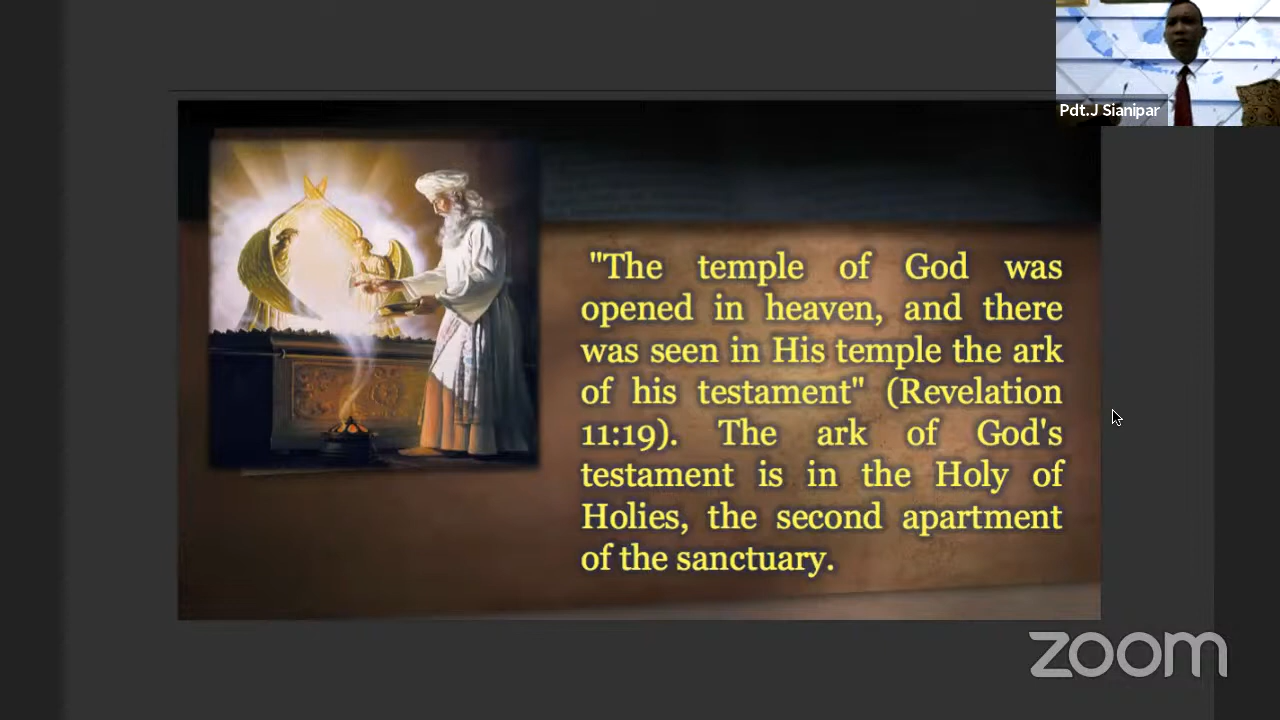 Pdt.J Sianipar
"The temple of God was
opened in heaven, and there
was seen in His temple the ark
of his testament" (Revelation
11:19). The ark of God's
testament is in the Holy of
Holies, the second apartment
of the sanctuary.
zoom